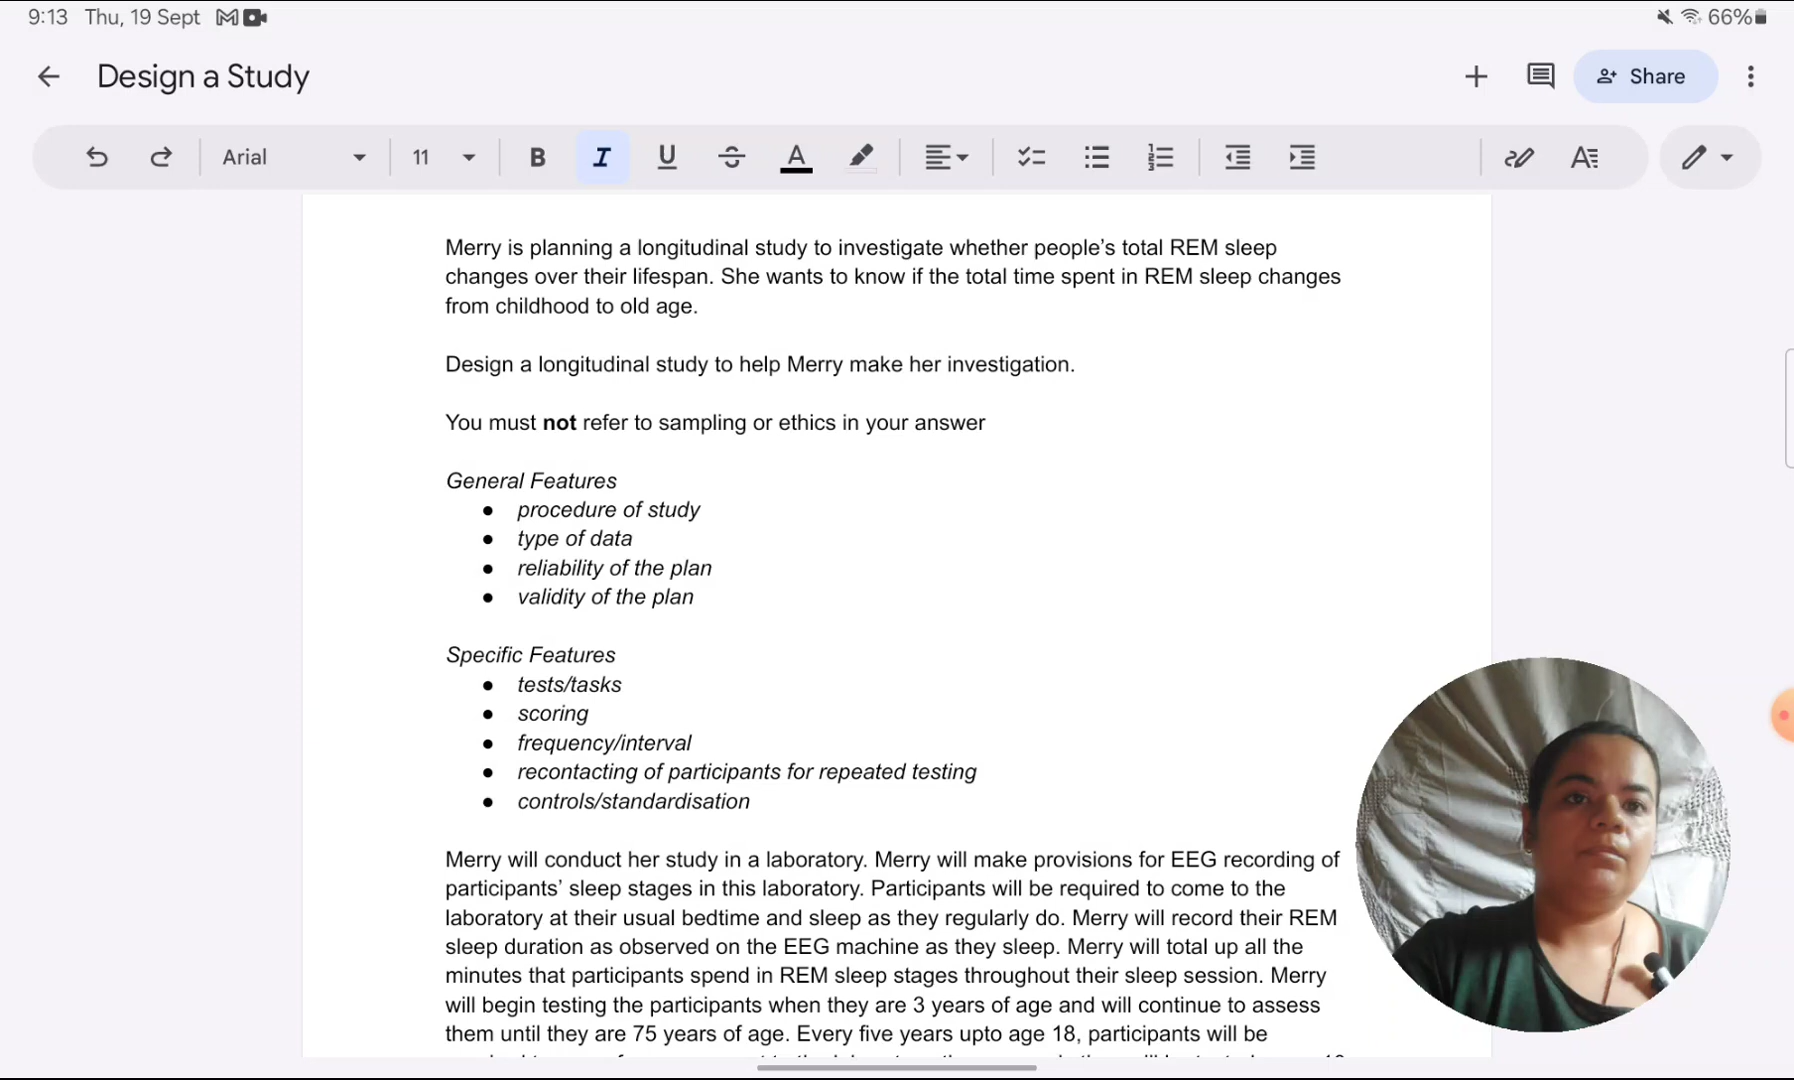 9:13 Thu, 19 Sept
66%
Design a Study
Share
Arial
11
B I U S A
Merry is planning a longitudinal study to investigate whether people’s total REM sleep
changes over their lifespan. She wants to know if the total time spent in REM sleep changes
from childhood to old age.
Design a longitudinal study to help Merry make her investigation.
You must not refer to sampling or ethics in your answer
General Features
● procedure of study
● type of data
● reliability of the plan
● validity of the plan
Specific Features
● tests/tasks
● scoring
● frequency/interval
● recontacting of participants for repeated testing
● controls/standardisation
Merry will conduct her study in a laboratory. Merry will make provisions for EEG recording of
participants’ sleep stages in this laboratory. Participants will be required to come to the
laboratory at their usual bedtime and sleep as they regularly do. Merry will record their REM
sleep duration as observed on the EEG machine as they sleep. Merry will total up all the
minutes that participants spend in REM sleep stages throughout their sleep session. Merry
will begin testing the participants when they are 3 years of age and will continue to assess
them until they are 75 years of age. Every five years upto age 18, participants will be